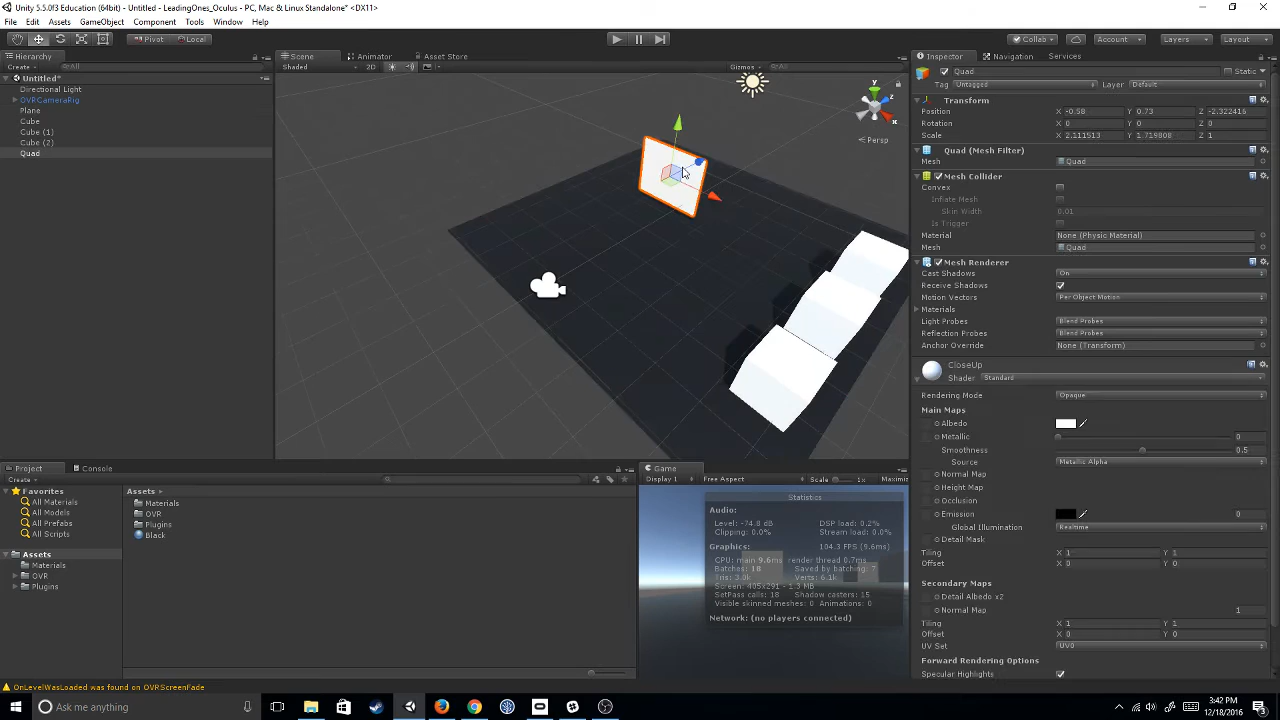 Unity 5.5.0f3 Evaluation (64bit) - Untitled - LeadingOnes_Oculus - PC, Mac & Linux Standalone* <DX11>
File Edit Assets GameObject Component Tools Window Help
Pivot Local
Collab Account Layers Layout
Hierarchy
Create All
Untitled*
Directional Light
OVRCameraRig
Plane
Cube
Cube (1)
Cube (2)
Quad
Scene Animator Asset Store
Shaded 2D Gizmos All
y
z
x
Persp
Inspector Navigation Services
Quad Static
Tag Untagged Layer Default
Transform
Position X -0.58 Y 0.73 Z -2.322416
Rotation X 0 Y 0 Z 0
Scale X 2.111513 Y 1.719808 Z 1
Quad (Mesh Filter)
Mesh Quad
Mesh Collider
Convex
Inflate Mesh
Skin Width 0.01
Is Trigger
Material None (Physic Material)
Mesh Quad
Mesh Renderer
Cast Shadows On
Receive Shadows
Motion Vectors Per Object Motion
Materials
Light Probes Blend Probes
Reflection Probes Blend Probes
Anchor Override None (Transform)
CloseUp
Shader Standard
Rendering Mode Opaque
Main Maps
Albedo
Metallic 0
Smoothness 0.5
Source Metallic Alpha
Normal Map
Height Map
Occlusion
Emission 0
Global Illumination Realtime
Detail Mask
Tiling X 1 Y 1
Offset X 0 Y 0
Secondary Maps
Detail Albedo x2
Normal Map 1
Tiling X 1 Y 1
Offset X 0 Y 0
UV Set UV0
Forward Rendering Options
Specular Highlights
Project Console
Create
Favorites
All Materials
All Models
All Prefabs
All Scripts
Assets
Materials
OVR
Plugins
Assets
Materials
OVR
Plugins
Black
Game
Display 1 Free Aspect Scale 1x Maximiz
Statistics
Audio:
Level: -74.8 dB DSP load: 0.2%
Clipping: 0.0% Stream load: 0.0%
Graphics: 104.3 FPS (9.6ms)
CPU: main 9.6ms render thread 0.7ms
Batches: 18 Saved by batching: 7
Tris: 3.0k Verts: 6.1k
Screen: 405x291 - 1.3 MB
SetPass calls: 18 Shadow casters: 15
Visible skinned meshes: 0 Animations: 0
Network: (no players connected)
OnLevelWasLoaded was found on OVRScreenFade
Ask me anything
3:42 PM
12/18/2016